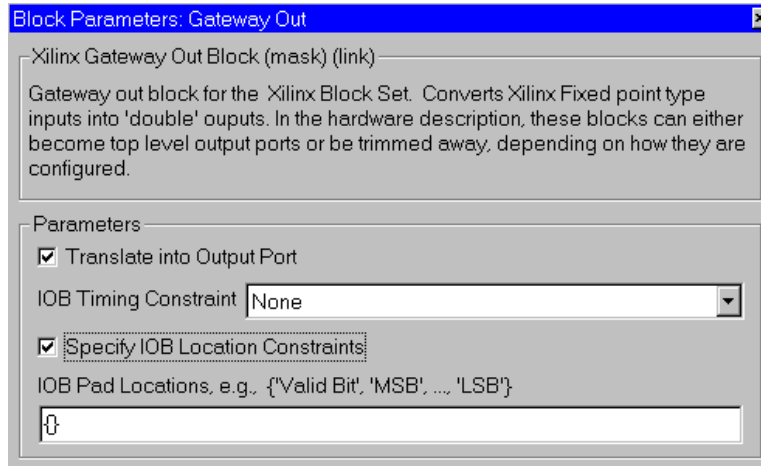 Block Parameters: Gateway Out
Xilinx Gateway Out Block (mask) (link)
Gateway out block for the Xilinx Block Set. Converts Xilinx Fixed point type
inputs into 'double' ouputs. In the hardware description, these blocks can either
become top level output ports or be trimmed away, depending on how they are
configured.
Parameters
Translate into Output Port
IOB Timing Constraint None
Specify IOB Location Constraints
IOB Pad Locations, e.g., {'Valid Bit', 'MSB', ..., 'LSB'}
{}